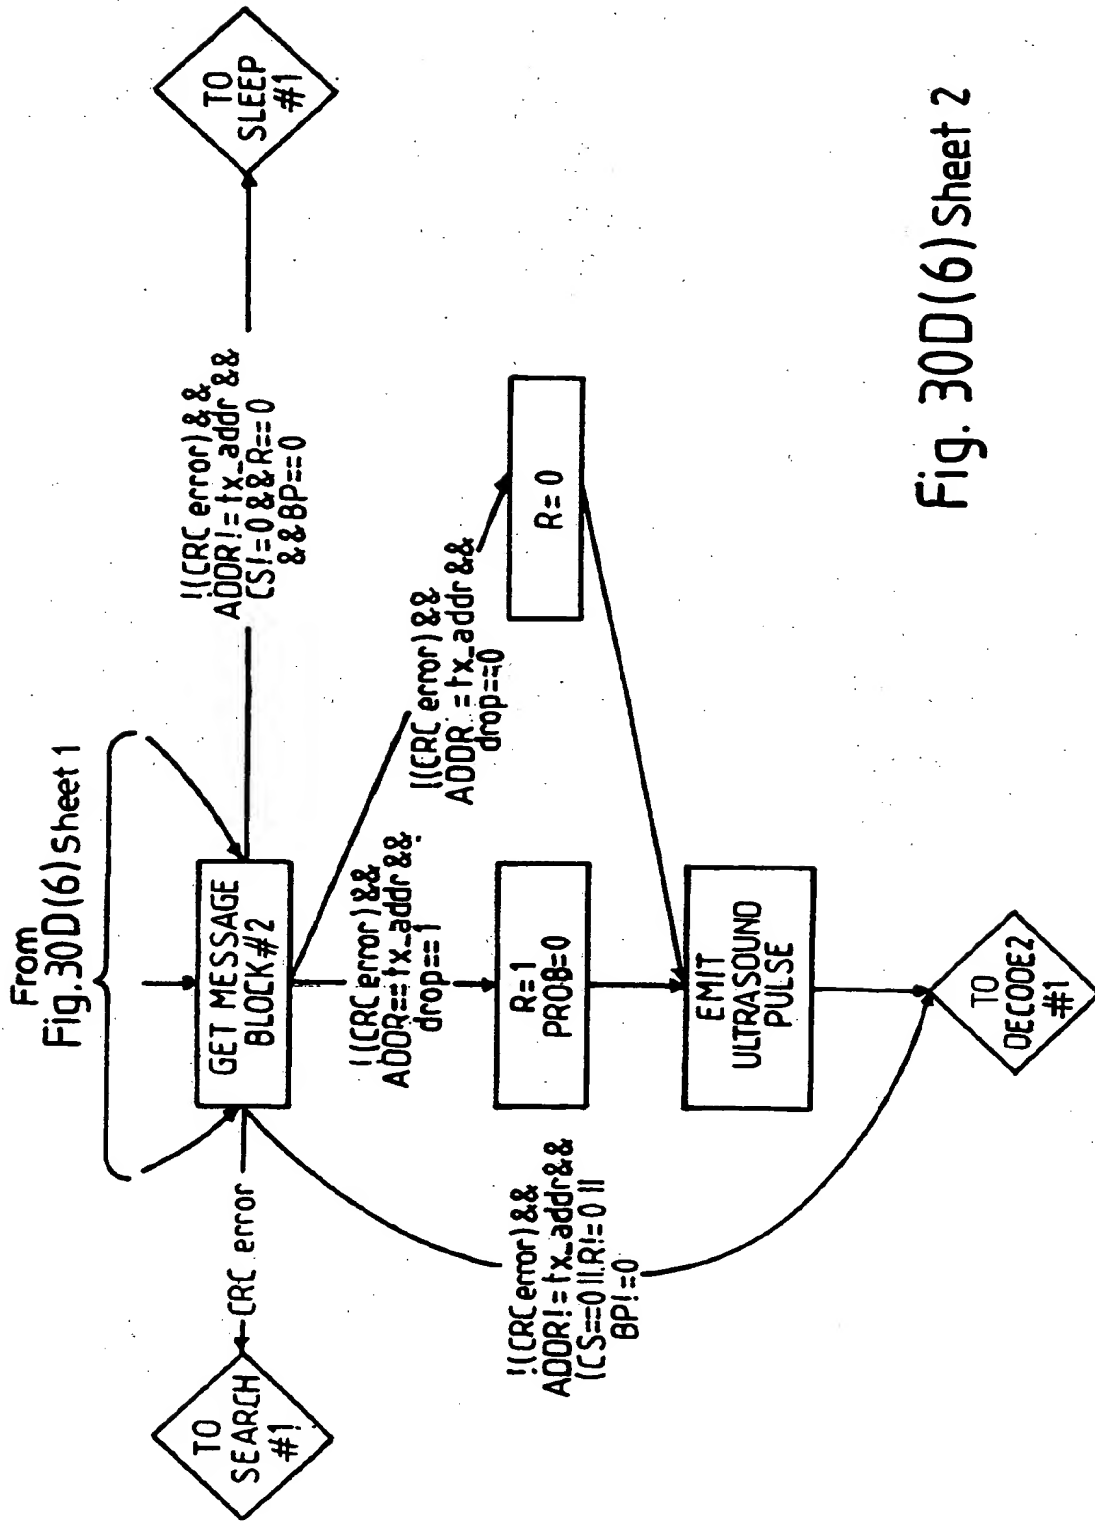 From
Fig.30D(6)sheet 1
GET MESSAGE
BLOCK#2
CRC error
TO
SEARCH
#1
!(CRC error)&&
ADDR!=tx_addr &&
CS!=0&&R==0
&&BP==0
TO
SLEEP
#1
!(CRC error)&&
ADDR==tx_addr&&
drop==1
!(CRC error)&&
ADDR =tx_addr&&
drop==0
R=1
PROB=0
R=0
!(CRCerror)&&
ADDR!=tx_addr&&
(CS==0||R!=0||
BP!=0
EMIT
ULTRASOUND
PULSE
TO
DECODE2
#1
Fig. 30D(6)Sheet 2